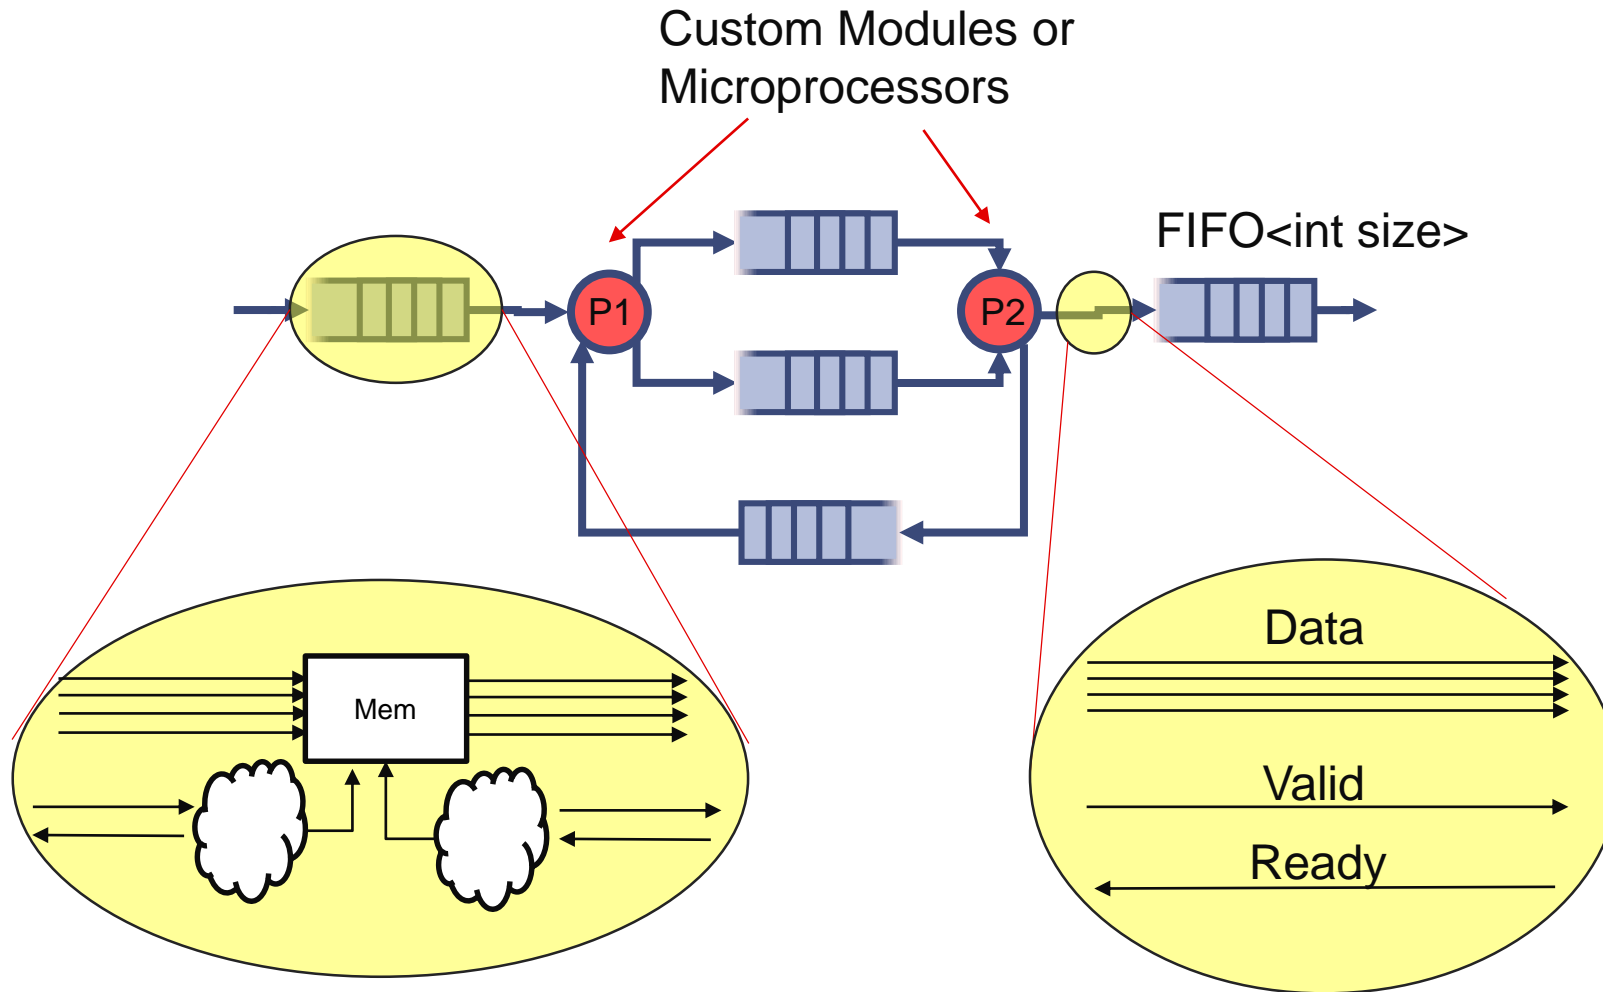 Custom Modules or
Microprocessors
FIFO<int size>
P1
P2
Data
Mem
Valid
Ready